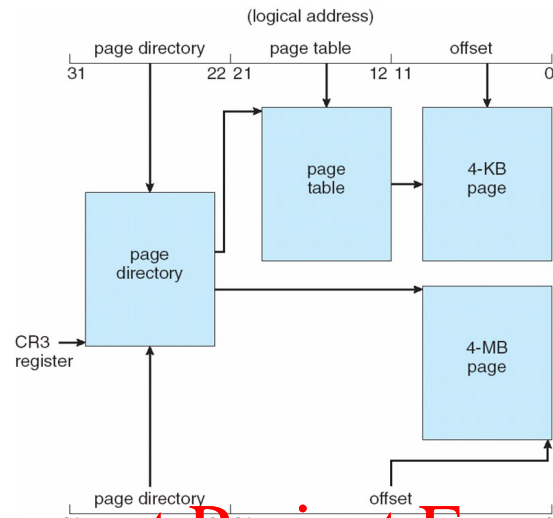 (logical address)
page directory page table offset
31 22 21 12 11 0
page table
4-KB page
page directory
CR3 register
4-MB page
page directory offset